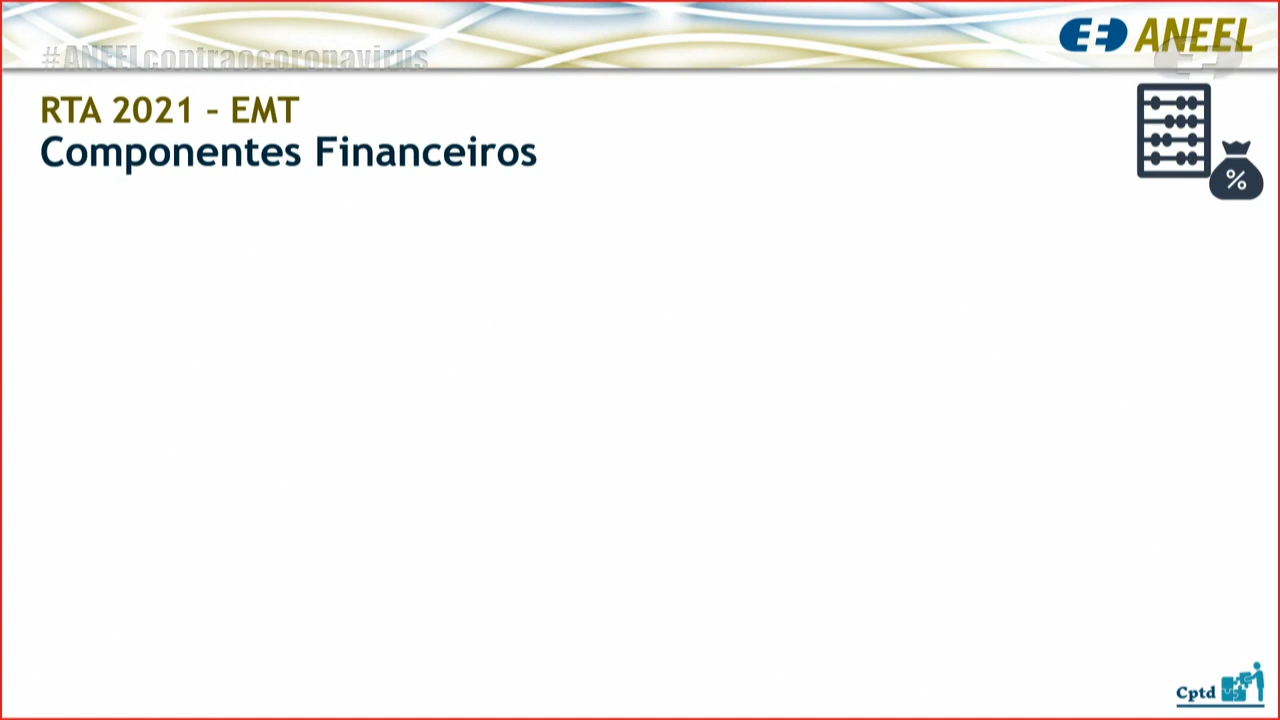 #ANEELcontraocoronavirus
ANEEL
RTA 2021 – EMT
Componentes Financeiros
%
Cptd